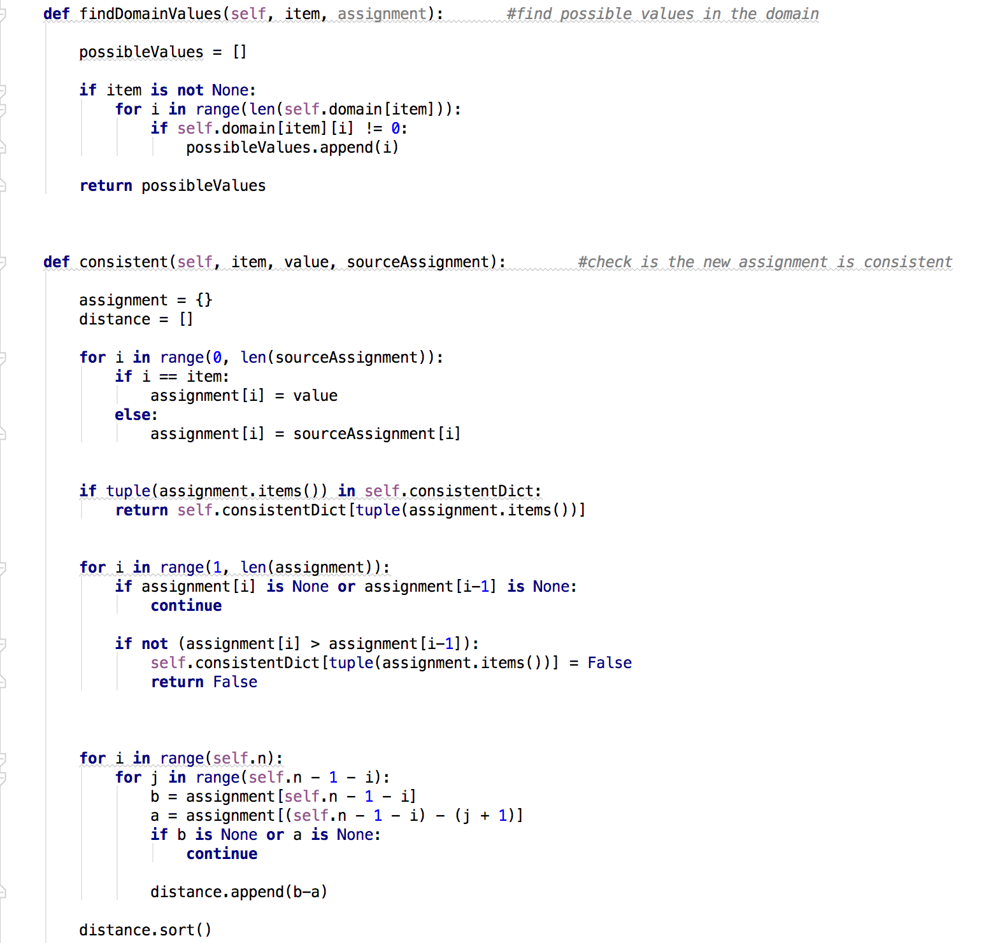 def findDomainValues(self, item, assignment):       #find possible values in the domain
    possibleValues = []
    if item is not None:
        for i in range(len(self.domain[item])):
            if self.domain[item][i] != 0:
                possibleValues.append(i)
    return possibleValues
def consistent(self, item, value, sourceAssignment):        #check is the new assignment is consistent
    assignment = {}
    distance = []
    for i in range(0, len(sourceAssignment)):
        if i == item:
            assignment[i] = value
        else:
            assignment[i] = sourceAssignment[i]
    if tuple(assignment.items()) in self.consistentDict:
        return self.consistentDict[tuple(assignment.items())]
    for i in range(1, len(assignment)):
        if assignment[i] is None or assignment[i-1] is None:
            continue
        if not (assignment[i] > assignment[i-1]):
            self.consistentDict[tuple(assignment.items())] = False
            return False
    for i in range(self.n):
        for j in range(self.n - 1 - i):
            b = assignment[self.n - 1 - i]
            a = assignment[(self.n - 1 - i) - (j + 1)]
            if b is None or a is None:
                continue
            distance.append(b-a)
    distance.sort()